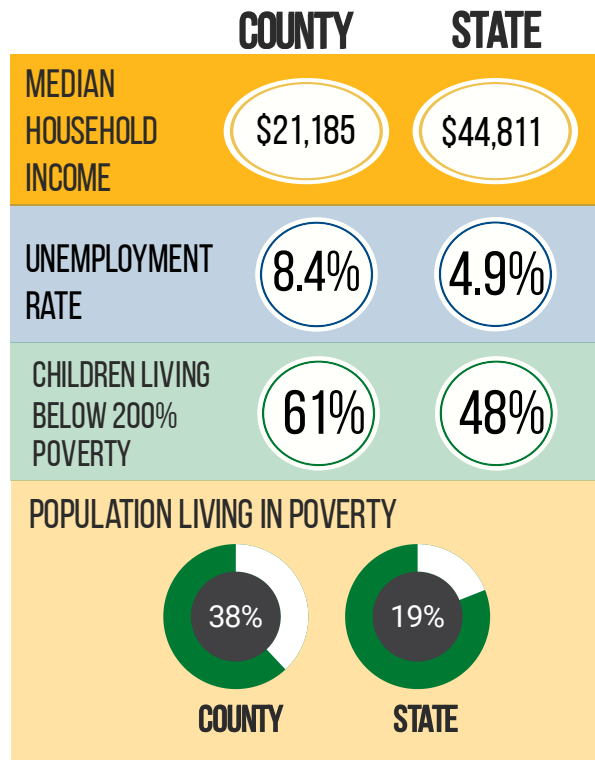 COUNTY STATE
MEDIAN
HOUSEHOLD
INCOME
$21,185 $44,811
UNEMPLOYMENT
RATE
8.4% 4.9%
CHILDREN LIVING
BELOW 200%
POVERTY
61% 48%
POPULATION LIVING IN POVERTY
38% 19%
COUNTY STATE